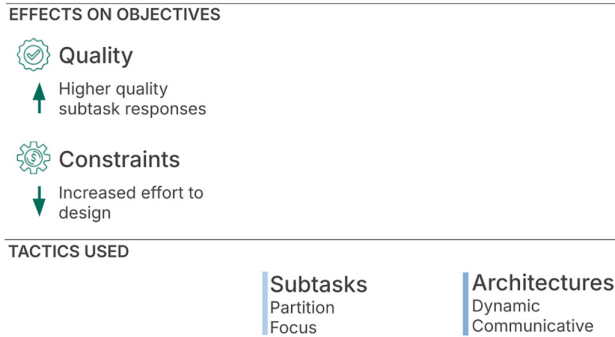 EFFECTS ON OBJECTIVES
Quality
Higher quality
subtask responses
Constraints
Increased effort to
design
TACTICS USED
Subtasks
Partition
Focus
Architectures
Dynamic
Communicative